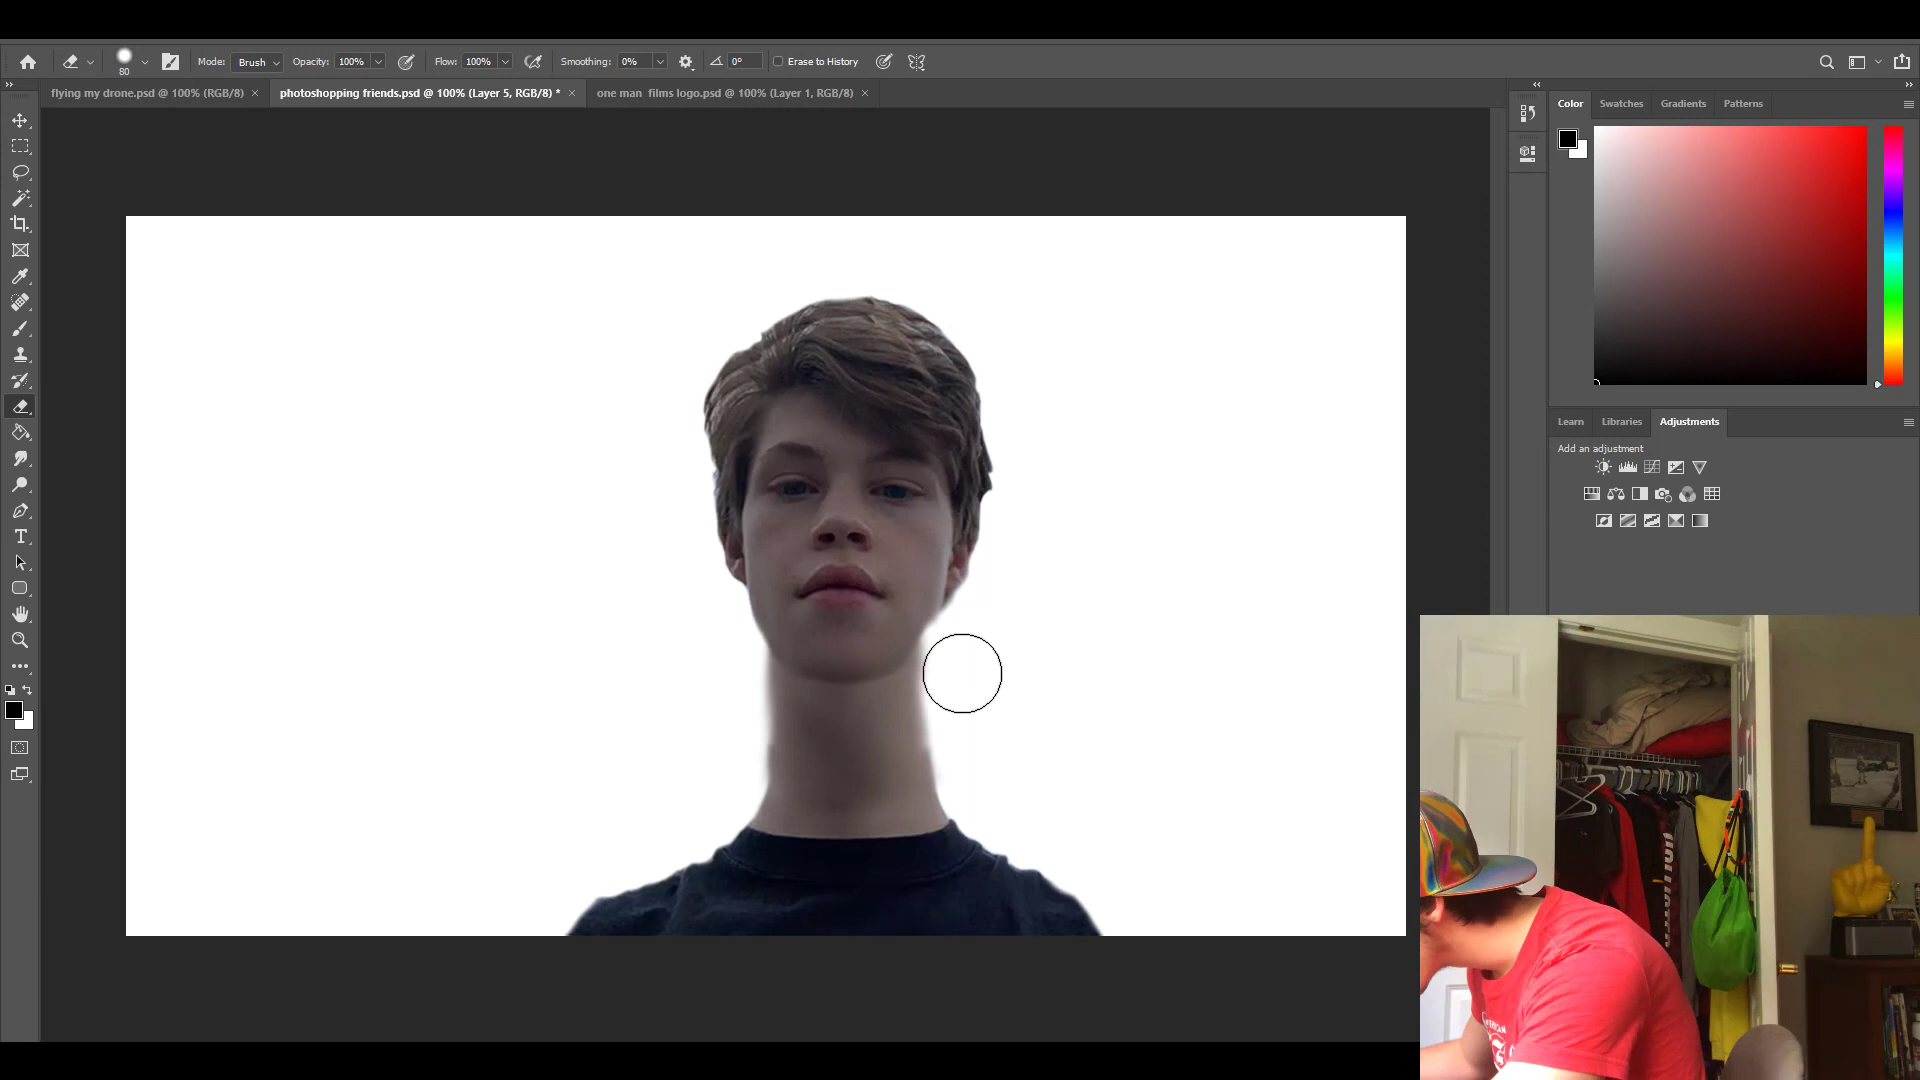 80
Mode: Brush
Opacity: 100%
Flow: 100%
Smoothing: 0%
0°
Erase to History
flying my drone.psd @ 100% (RGB/8)
photoshopping friends.psd @ 100% (Layer 5, RGB/8) *
one man films logo.psd @ 100% (Layer 1, RGB/8)
Color
Swatches
Gradients
Patterns
Learn
Libraries
Adjustments
Add an adjustment